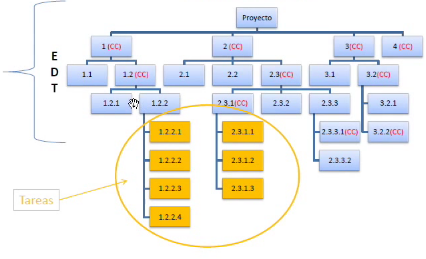 Proyecto
1 (CC)
2 (CC)
3(CC)
4 (CC)
E
D
T
1.1
1.2 (CC)
2.1
2.2
2.3(CC)
3.1
3.2(CC)
1.2.1
1.2.2
2.3.1(CC)
2.3.2
2.3.3
3.2.1
1.2.2.1
2.3.1.1
2.3.3.1(CC)
3.2.2(CC)
1.2.2.2
2.3.1.2
2.3.3.2
1.2.2.3
2.3.1.3
Tareas
1.2.2.4